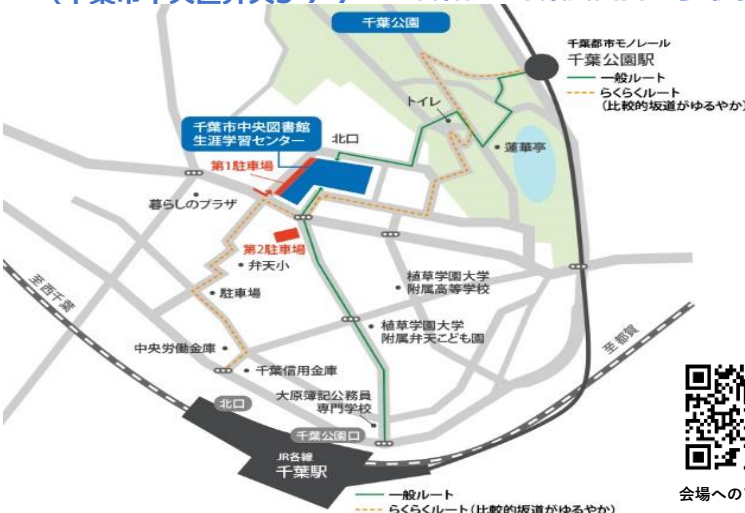 千葉公園
千葉都市モノレール
千葉公園駅
一般ルート
らくらくルート
(比較的坂道がゆるやか)
トイレ
蓮華亭
千葉市中央図書館
生涯学習センター
北口
第1駐車場
暮らしのプラザ
第2駐車場
弁天小
駐車場
植草学園大学
附属高等学校
植草学園大学
附属弁天こども園
至西千葉
至都賀
中央労働金庫
千葉信用金庫
大原簿記公務員
専門学校
北口
千葉公園口
JR各線
千葉駅
一般ルート
らくらくルート(比較的坂道がゆるやか)
会場への